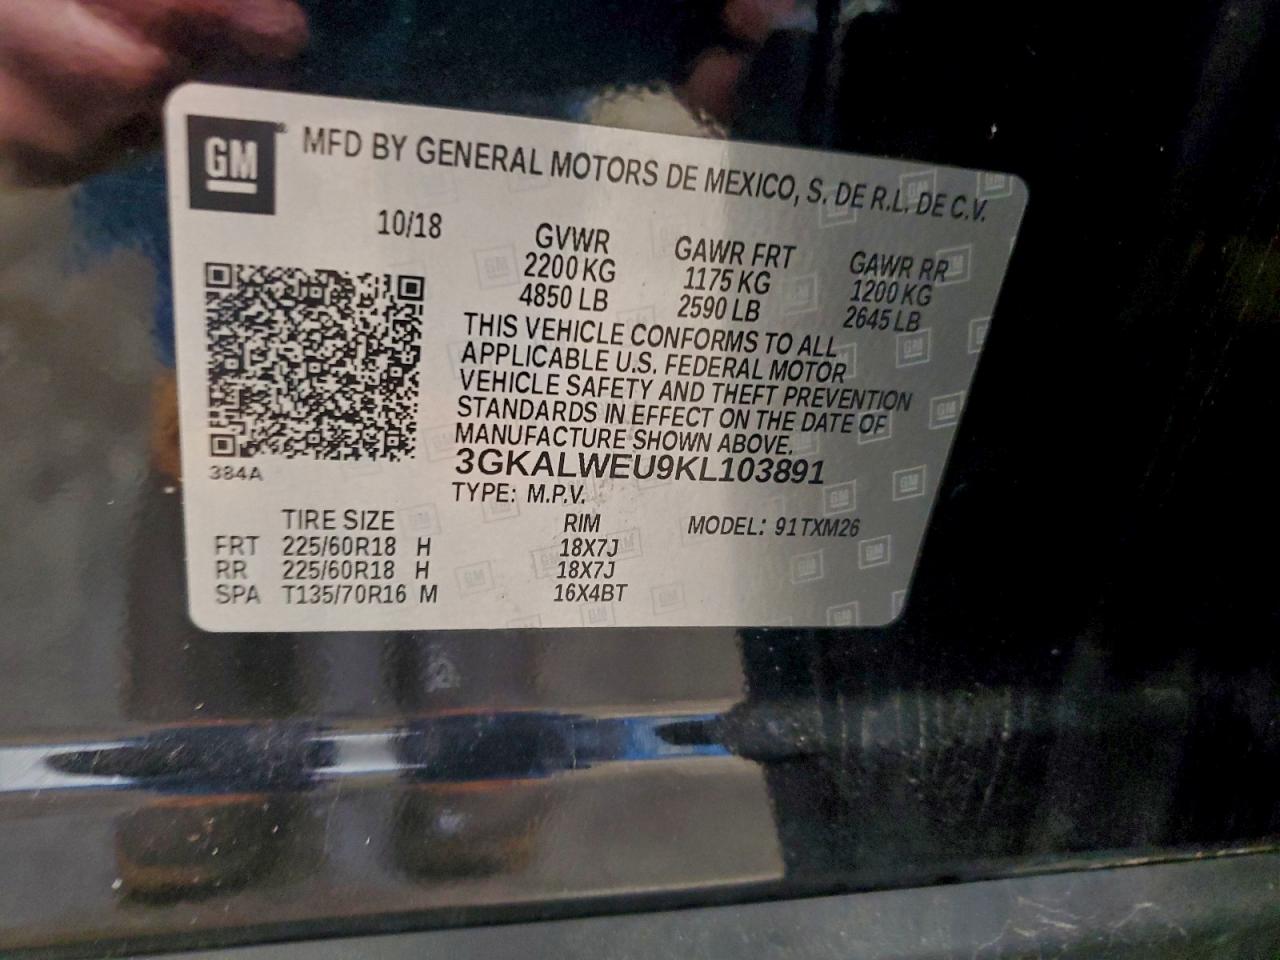 GM® MFD BY GENERAL MOTORS DE MEXICO, S. DE R.L. DE C.V.
10/18 GVWR GAWR FRT GAWR RR
2200 KG 1175 KG 1200 KG
4850 LB 2590 LB 2645 LB
THIS VEHICLE CONFORMS TO ALL
APPLICABLE U.S. FEDERAL MOTOR
VEHICLE SAFETY AND THEFT PREVENTION
STANDARDS IN EFFECT ON THE DATE OF
MANUFACTURE SHOWN ABOVE.
384A
3GKALWEU9KL103891
TYPE: M.P.V.
TIRE SIZE RIM MODEL: 91TXM26
FRT 225/60R18 H 18X7J
RR 225/60R18 H 18X7J
SPA T135/70R16 M 16X4BT